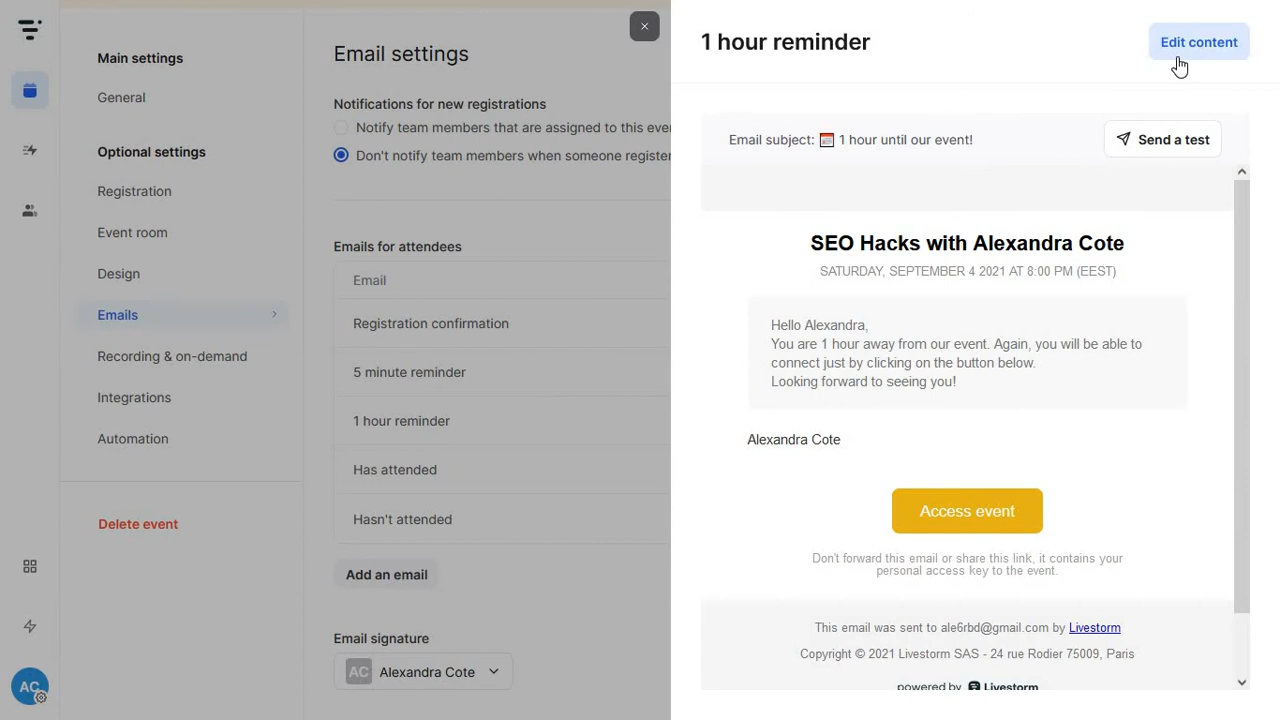 Main settings
General
Optional settings
Registration
Event room
Design
Emails
Recording & on-demand
Integrations
Automation
Delete event
AC
Email settings
Notifications for new registrations
Notify team members that are assigned to this eve
Don't notify team members when someone register
Emails for attendees
Email
Registration confirmation
5 minute reminder
1 hour reminder
Has attended
Hasn't attended
Add an email
Email signature
AC Alexandra Cote
1 hour reminder
Edit content
Email subject: 1 hour until our event!
Send a test
SEO Hacks with Alexandra Cote
SATURDAY, SEPTEMBER 4 2021 AT 8:00 PM (EEST)
Hello Alexandra,
You are 1 hour away from our event. Again, you will be able to
connect just by clicking on the button below.
Looking forward to seeing you!
Alexandra Cote
Access event
Don't forward this email or share this link, it contains your
personal access key to the event.
This email was sent to ale6rbd@gmail.com by Livestorm
Copyright © 2021 Livestorm SAS - 24 rue Rodier 75009, Paris
powered by Livestorm